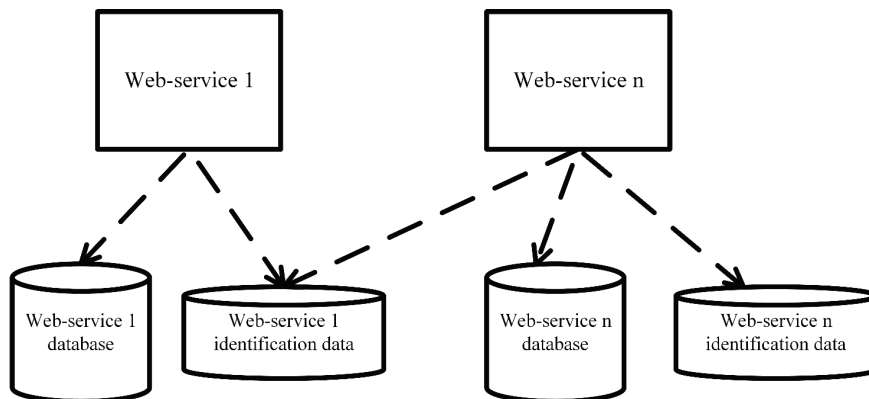 Web-service 1
Web-service n
Web-service 1
database
Web-service 1
identification data
Web-service n
database
Web-service n
identification data